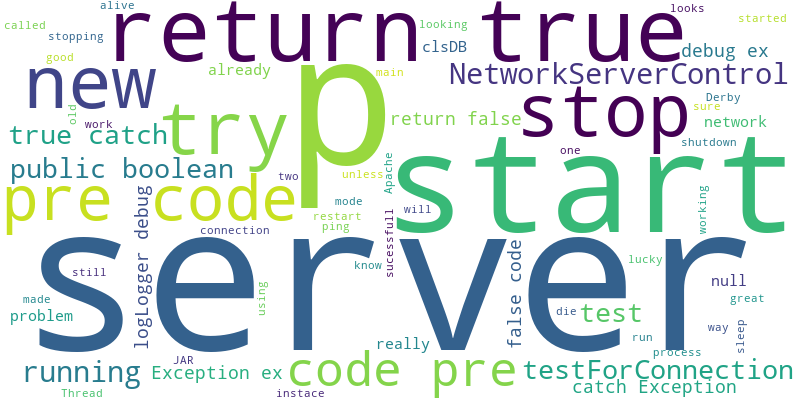 alive
looks
called
return true
looking
started
stopping
clsDB
debug ex
good
new
already
p
main
NetworkServerControl
old
try
stop
Derby
sure
work
return false
network
true catch
start
shutdown
one
public boolean
Apache
two
unless
pre code
logLogger debug
mode
will
working
restart
ping
sucessfull
connection
server
still
know
false code
lucky
null
using
made
problem
die
test
great
really
run
way
sleep
process
JAR
running
Exception ex
code pre
testForConnection
catch Exception
Thread
instace